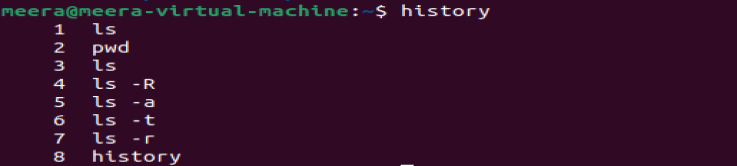 meera@meera-virtual-machine:~$ history
1 ls
2 pwd
3 ls
4 ls -R
5 ls -a
6 ls -t
7 ls -r
8 history